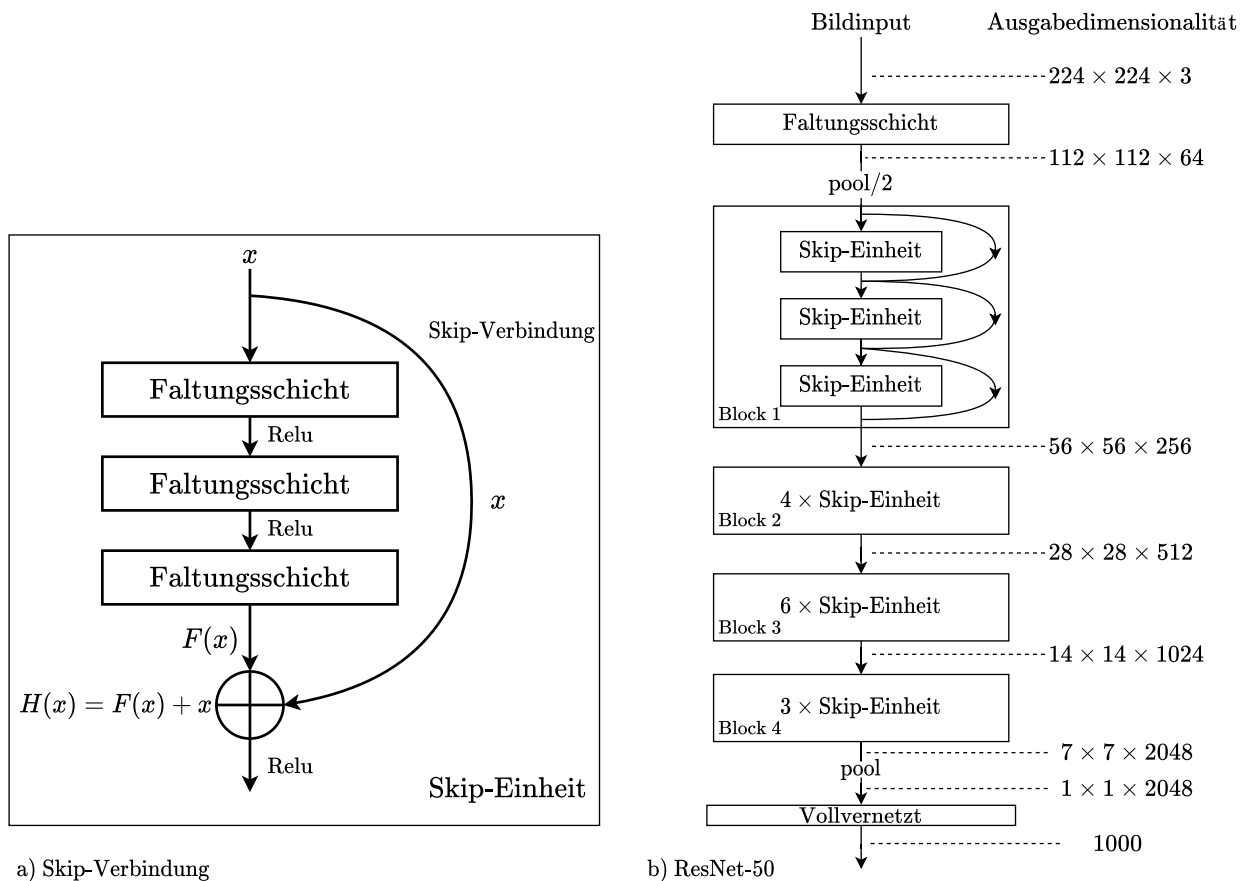 x
Skip-Verbindung
Faltungsschicht
Relu
Faltungsschicht
x
Relu
Faltungsschicht
F(x)
H(x) = F(x) + x
Relu
Skip-Einheit
a) Skip-Verbindung
Bildinput
Ausgabedimensionalität
224 × 224 × 3
Faltungsschicht
112 × 112 × 64
pool/2
Skip-Einheit
Skip-Einheit
Skip-Einheit
Block 1
56 × 56 × 256
4 × Skip-Einheit
Block 2
28 × 28 × 512
6 × Skip-Einheit
Block 3
14 × 14 × 1024
3 × Skip-Einheit
Block 4
7 × 7 × 2048
pool
1 × 1 × 2048
Vollvernetzt
1000
b) ResNet-50